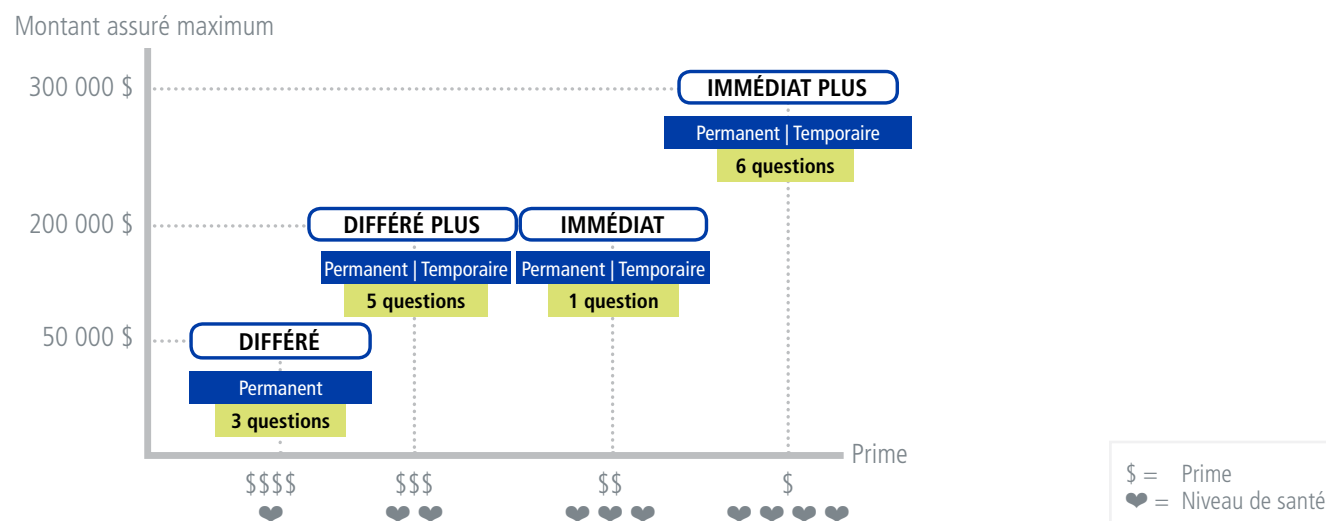 Montant assuré maximum
300 000 $
IMMÉDIAT PLUS
Permanent | Temporaire
6 questions
200 000 $
DIFFÉRÉ PLUS
IMMÉDIAT
Permanent | Temporaire
Permanent | Temporaire
5 questions
1 question
50 000 $
DIFFÉRÉ
Permanent
3 questions
Prime
$$$$
$$$
$$
$
$ = Prime
❤ = Niveau de santé